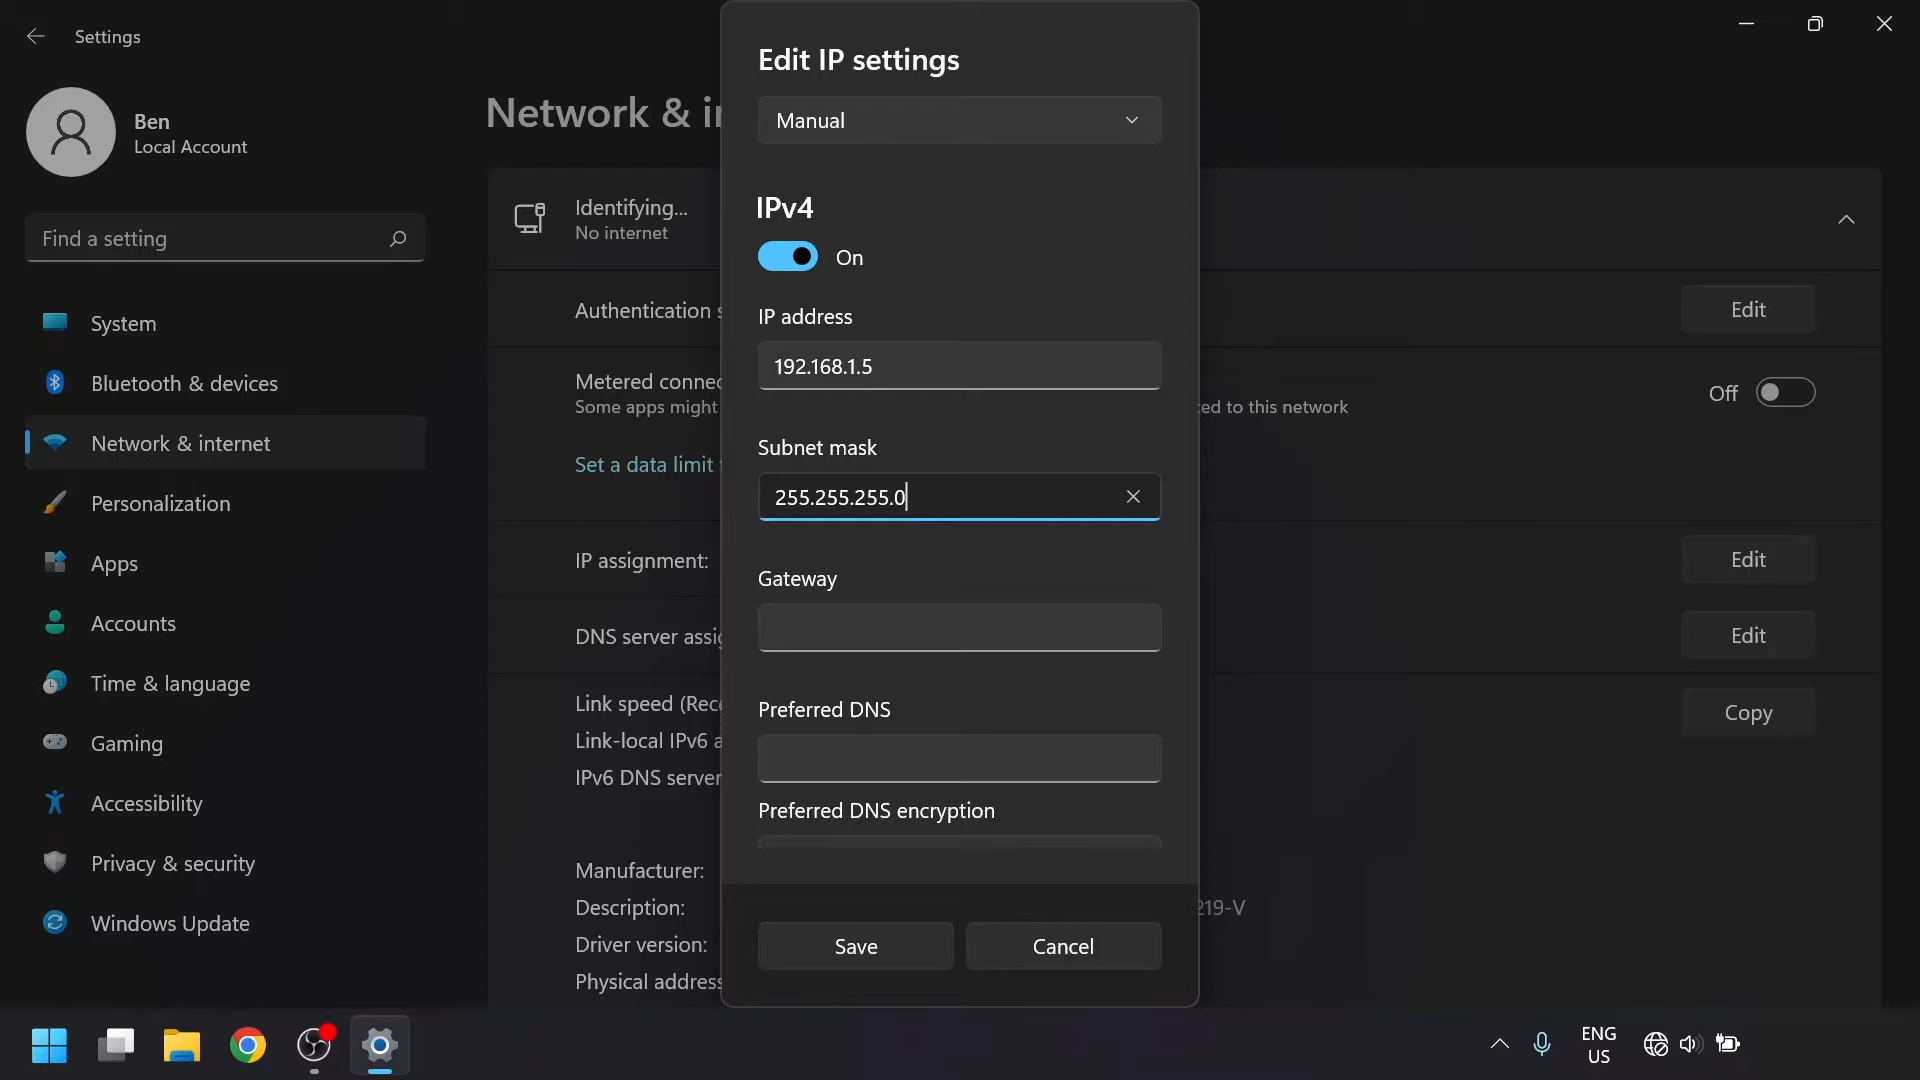 Settings
Ben
Local Account
Find a setting
System
Bluetooth & devices
Network & internet
Personalization
Apps
Accounts
Time & language
Gaming
Accessibility
Privacy & security
Windows Update
Network & in
Identifying...
No internet
Authentication s
Edit
Metered connec
Some apps might
ted to this network
Off
Set a data limit
IP assignment:
Edit
DNS server assig
Edit
Link speed (Rece
Copy
Link-local IPv6 a
IPv6 DNS server
Manufacturer:
Description:
219-V
Driver version:
Physical address
Edit IP settings
Manual
IPv4
On
IP address
192.168.1.5
Subnet mask
255.255.255.0
Gateway
Preferred DNS
Preferred DNS encryption
Save
Cancel
ENG
US